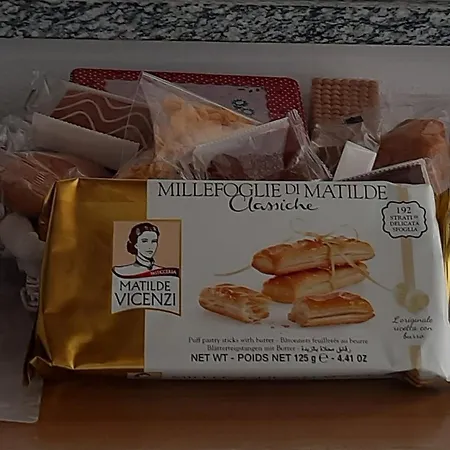 MILLEFOGLIE DI MATILDE
Classiche
192
STRATI DI
DELICATA
SFOGLIA
MATILDE
VICENZI
L'originale
ricetta con
burro
Puff pastry sticks with butter - Bâtonnets feuilletés au beurre
Blätterteigstangen mit Butter -
NET WT - POIDS NET 125 g ℮ - 4.41 OZ